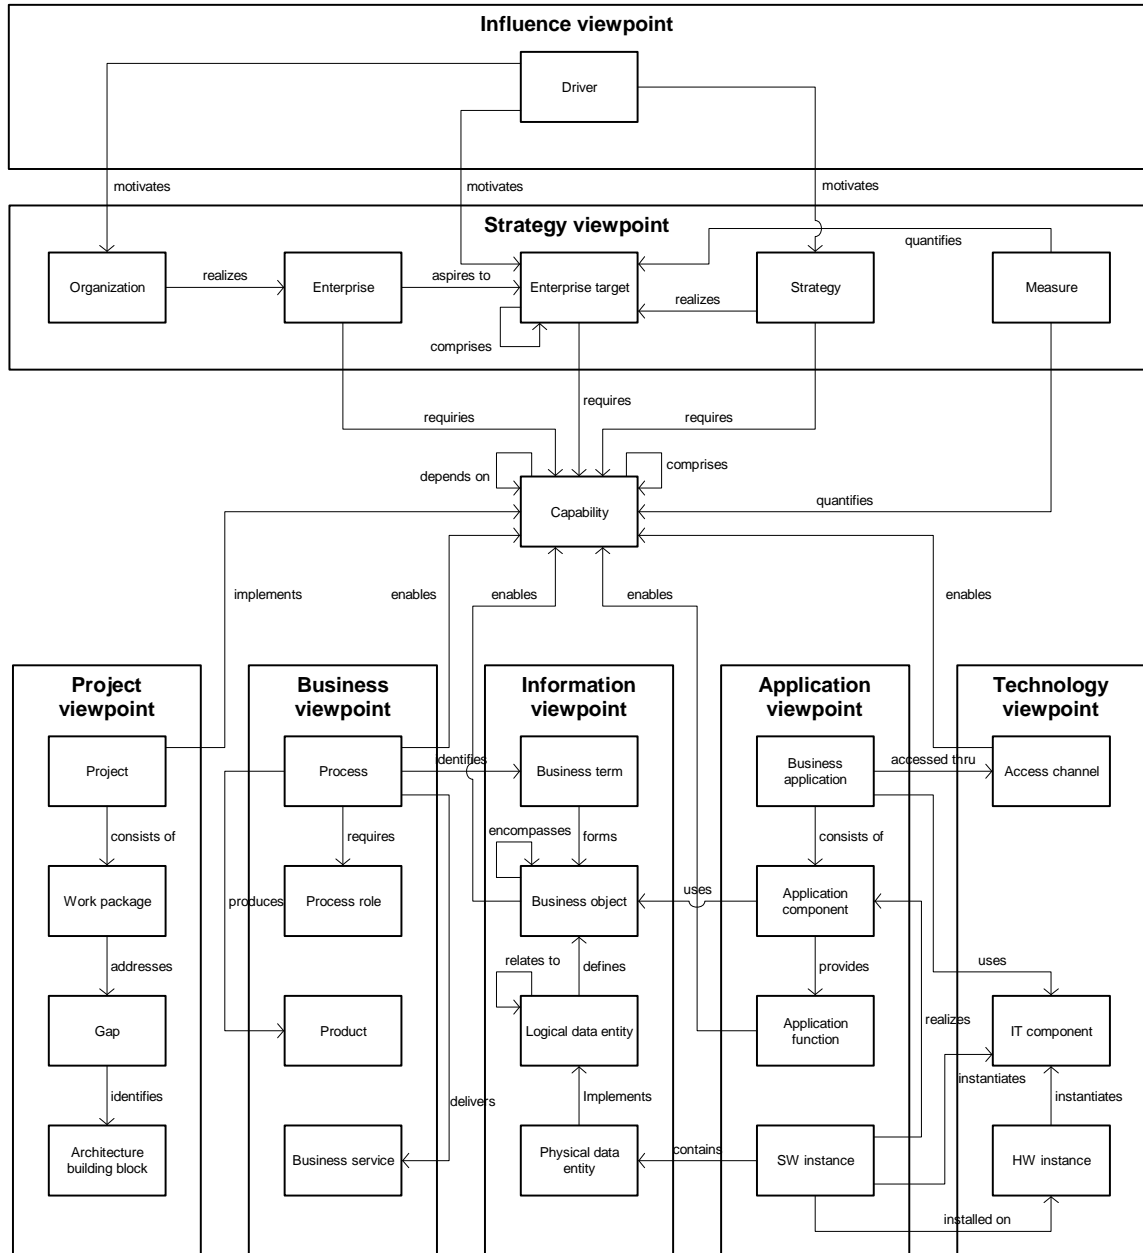 Influence viewpoint
Driver
motivates
motivates
motivates
Strategy viewpoint
quantifies
Organization
realizes
Enterprise
aspires to
Enterprise target
realizes
Strategy
Measure
comprises
requiries
requires
requires
depends on
comprises
Capability
quantifies
implements
enables
enables
enables
enables
Project
viewpoint
Business
viewpoint
Information
viewpoint
Application
viewpoint
Technology
viewpoint
Project
Process
identifies
Business term
Business
application
accessed thru
Access channel
consists of
requires
encompasses
forms
consists of
Work package
produces
Process role
Business object
uses
Application
component
addresses
relates to
defines
provides
uses
Gap
Product
Logical data entity
Application
function
realizes
IT component
identifies
delivers
Implements
instantiates
instantiates
Architecture
building block
Business service
Physical data
entity
contains
SW instance
HW instance
installed on